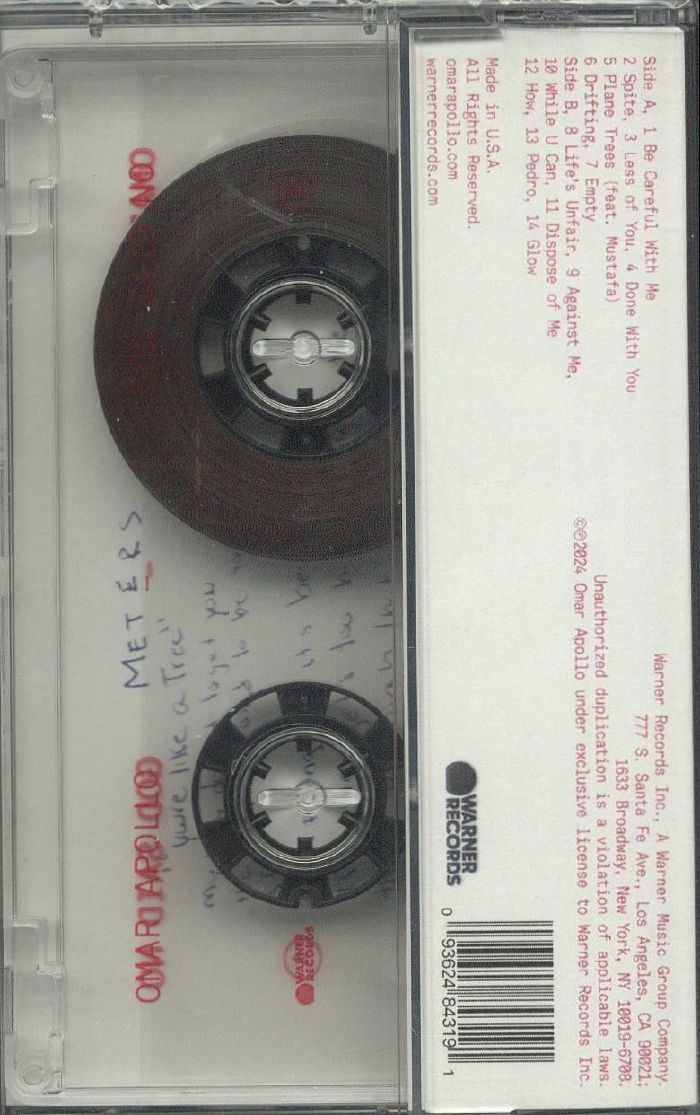 Side A, 1 Be Careful With Me
2 Spite, 3 Less of You, 4 Done With You
5 Plane Trees (feat. Mustafa)
6 Drifting, 7 Empty
Side B, 8 Life's Unfair, 9 Against Me,
10 While U Can, 11 Dispose of Me
12 How, 13 Pedro, 14 Glow
Made in U.S.A.
All Rights Reserved.
omarapollo.com
warnerrecords.com
Warner Records Inc., A Warner Music Group Company.
777 S. Santa Fe Ave., Los Angeles, CA 90021;
1633 Broadway, New York, NY 10019-6708.
Unauthorized duplication is a violation of applicable laws.
©℗2024 Omar Apollo under exclusive license to Warner Records Inc.
WARNER
RECORDS
0 93624 84319 1
METERS
you're like a Tree"
OMAR APOLLO
WARNER
RECORDS